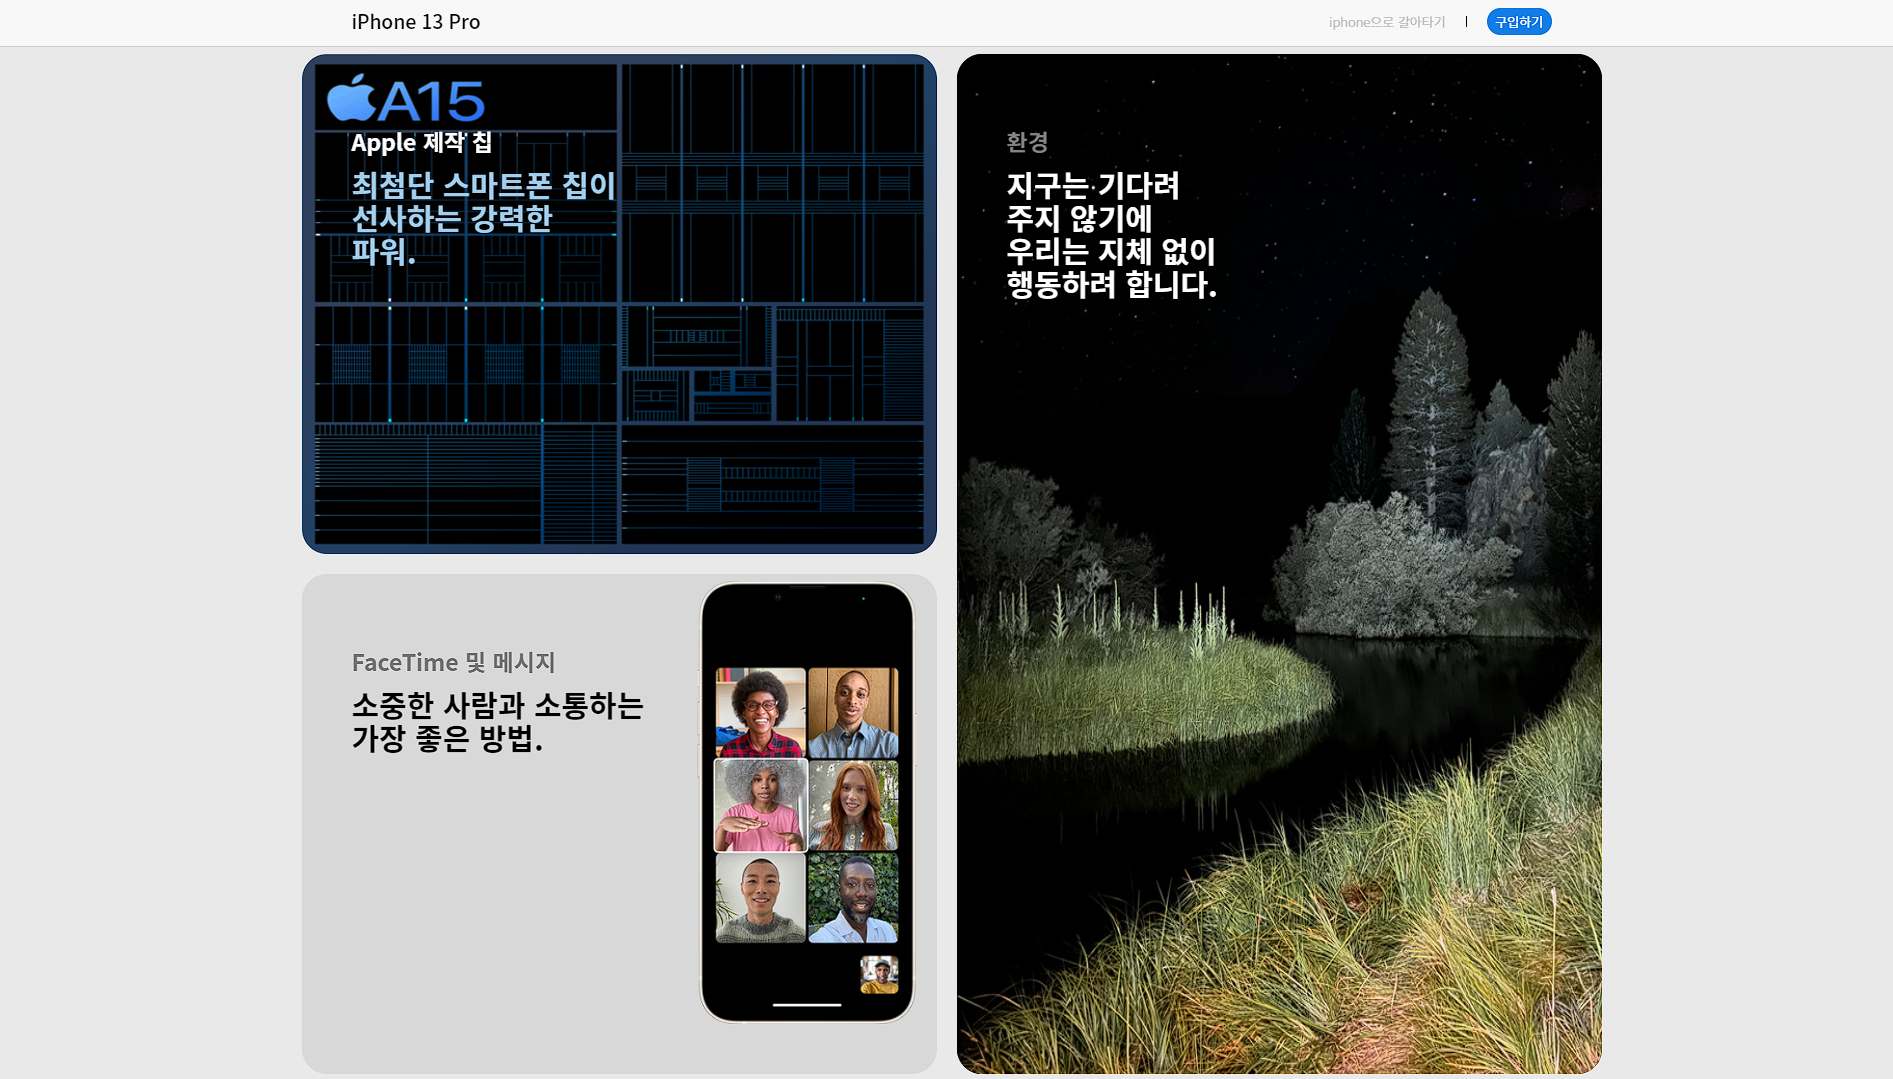 iPhone 13 Pro
iphone으로 갈아타기
구입하기
A15
Apple 제작 칩
최첨단 스마트폰 칩이
선사하는 강력한
파워.
환경
지구는 기다려
주지 않기에
우리는 지체 없이
행동하려 합니다.
FaceTime 및 메시지
소중한 사람과 소통하는
가장 좋은 방법.